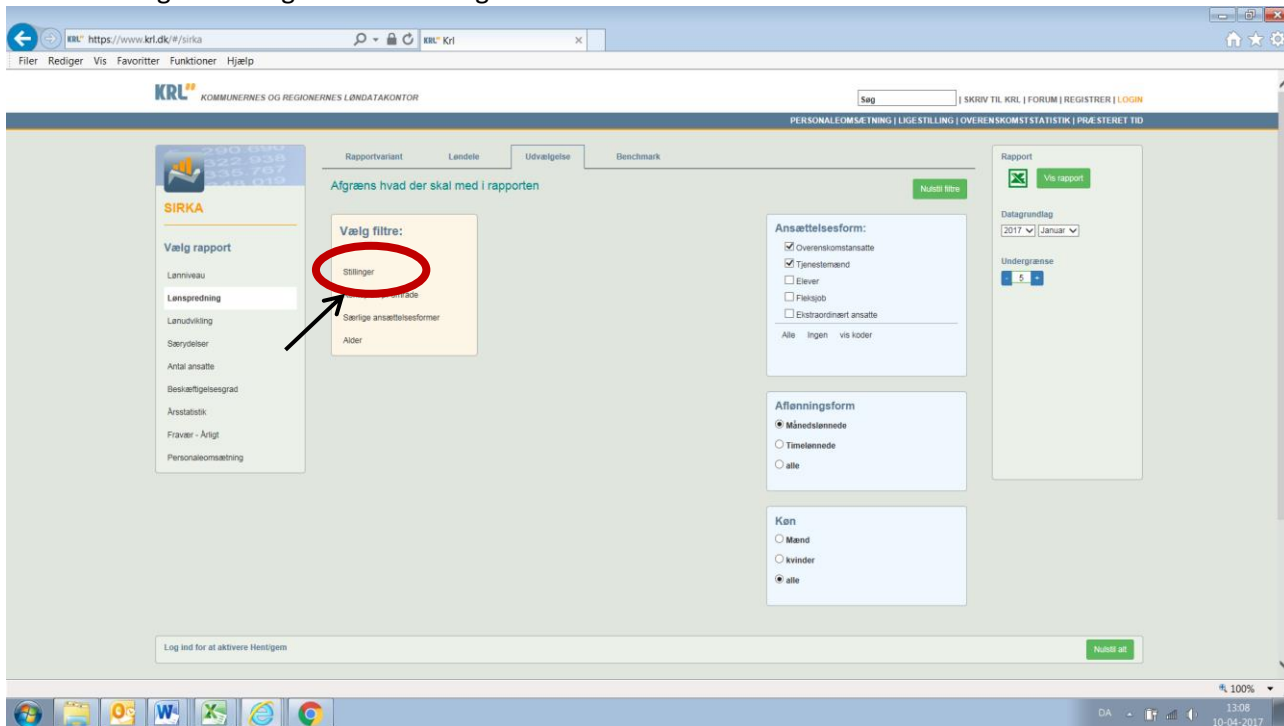 https://www.krl.dk/#/sirka
KRL Krl
Filer Rediger Vis Favoritter Funktioner Hjælp
KRL" KOMMUNERNES OG REGIONERNES LØNDATAKONTOR
Søg | SKRIV TIL KRL | FORUM | REGISTRER | LOGIN
PERSONALEOMSÆTNING | LIGESTILLING | OVERENSKOMSTSTATISTIK | PRÆSTERET TID
Rapportvariant Løndele Udvælgelse Benchmark
Afgræns hvad der skal med i rapporten
Nulstil filtre
SIRKA
Vælg rapport
Lønniveau
Lønspredning
Lønudvikling
Særydelser
Antal ansatte
Beskæftigelsesgrad
Årsstatistik
Fravær - Årligt
Personaleomsætning
Vælg filtre:
Stillinger
område
Særlige ansættelsesformer
Alder
Ansættelsesform:
Overenskomstansatte
Tjenestemænd
Elever
Fleksjob
Ekstraordinært ansatte
Alle Ingen vis koder
Aflønningsform
Månedslønnede
Timelønnede
alle
Køn
Mænd
kvinder
alle
Rapport
Vis rapport
Datagrundlag
2017 Januar
Undergrænse
- 5 +
Log ind for at aktivere Hent/gem
Nulstil alt
100%
DA 13:08
10-04-2017